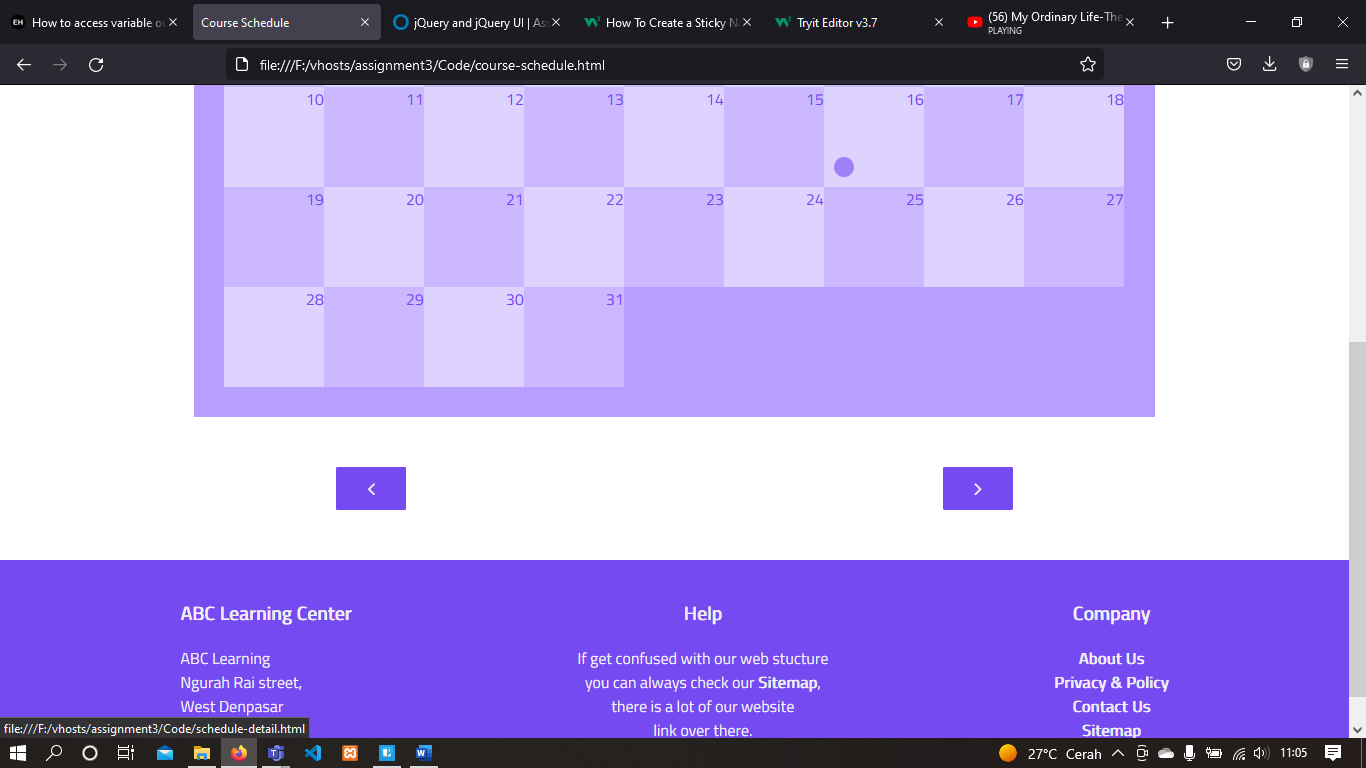 How to access variable ou
Course Schedule
jQuery and jQuery UI | Ass
How To Create a Sticky Na
Tryit Editor v3.7
(56) My Ordinary Life-The
PLAYING
file:///F:/vhosts/assignment3/Code/course-schedule.html
10 11 12 13 14 15 16 17 18
19 20 21 22 23 24 25 26 27
28 29 30 31
ABC Learning Center
ABC Learning
Ngurah Rai street,
West Denpasar
Help
If get confused with our web stucture
you can always check our Sitemap,
there is a lot of our website
link over there.
Company
About Us
Privacy & Policy
Contact Us
Sitemap
file:///F:/vhosts/assignment3/Code/schedule-detail.html
27°C Cerah
11:05